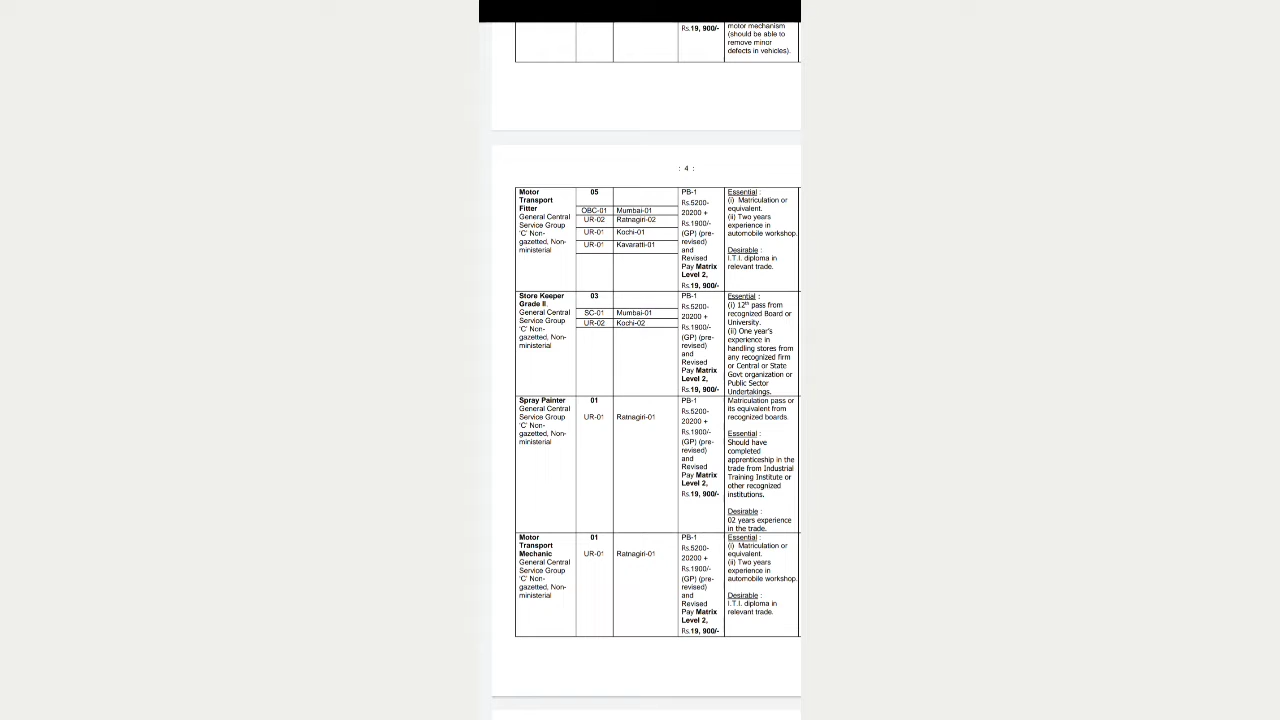 Rs.19, 900/-
motor mechanism
(should be able to
remove minor
defects in vehicles).
: 4 :
Motor
Transport
Fitter
General Central
Service Group
'C' Non-
gazetted, Non-
ministerial
05
OBC-01 Mumbai-01
UR-02 Ratnagiri-02
UR-01 Kochi-01
UR-01 Kavaratti-01
PB-1
Rs.5200-
20200 +
Rs.1900/-
(GP) (pre-
revised)
and
Revised
Pay Matrix
Level 2,
Rs.19, 900/-
Essential :
(i) Matriculation or
equivalent.
(ii) Two years
experience in
automobile workshop.
Desirable :
I.T.I. diploma in
relevant trade.
Store Keeper
Grade II
General Central
Service Group
'C' Non-
gazetted, Non-
ministerial
03
SC-01 Mumbai-01
UR-02 Kochi-02
PB-1
Rs.5200-
20200 +
Rs.1900/-
(GP) (pre-
revised)
and
Revised
Pay Matrix
Level 2,
Rs.19, 900/-
Essential :
(i) 12th pass from
recognized Board or
University.
(ii) One year's
experience in
handling stores from
any recognized firm
or Central or State
Govt organization or
Public Sector
Undertakings.
Spray Painter
General Central
Service Group
'C' Non-
gazetted, Non-
ministerial
01
UR-01 Ratnagiri-01
PB-1
Rs.5200-
20200 +
Rs.1900/-
(GP) (pre-
revised)
and
Revised
Pay Matrix
Level 2,
Rs.19, 900/-
Matriculation pass or
its equivalent from
recognized boards.
Essential :
Should have
completed
apprenticeship in the
trade from Industrial
Training Institute or
other recognized
institutions.
Desirable :
02 years experience
in the trade.
Motor
Transport
Mechanic
General Central
Service Group
'C' Non-
gazetted, Non-
ministerial
01
UR-01 Ratnagiri-01
PB-1
Rs.5200-
20200 +
Rs.1900/-
(GP) (pre-
revised)
and
Revised
Pay Matrix
Level 2,
Rs.19, 900/-
Essential :
(i) Matriculation or
equivalent.
(ii) Two years
experience in
automobile workshop.
Desirable :
I.T.I. diploma in
relevant trade.